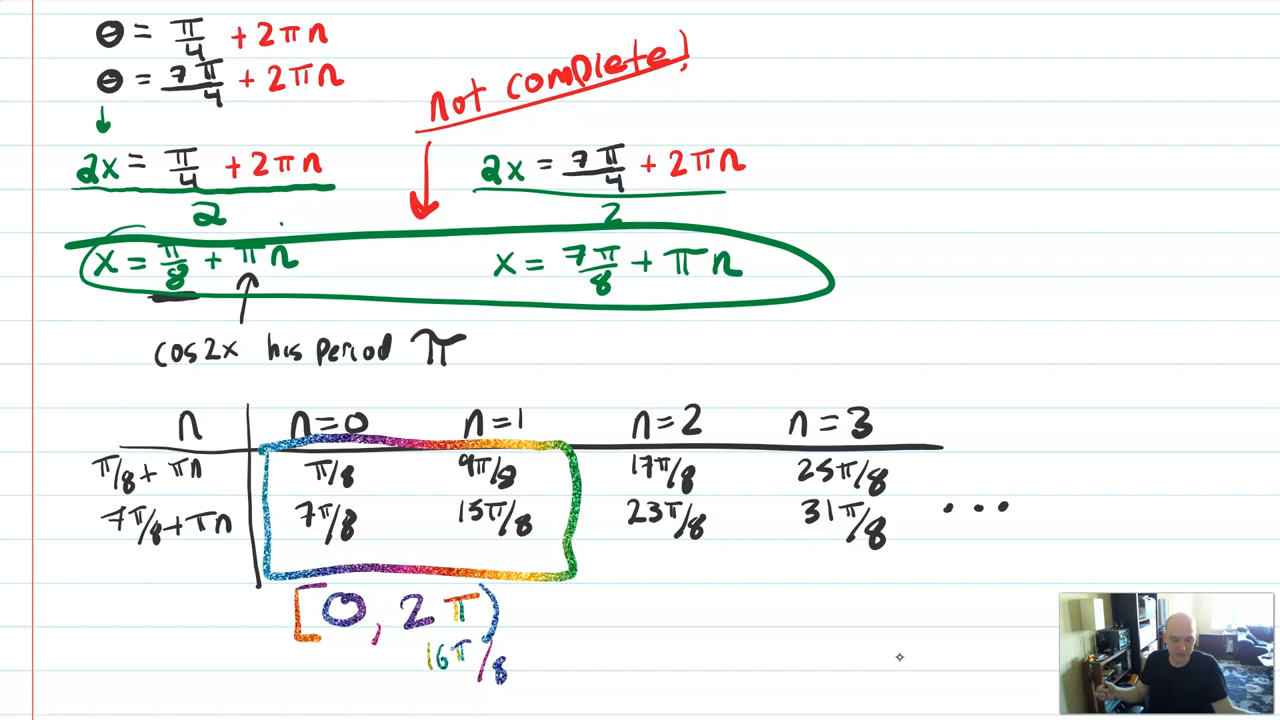 θ = π/4 + 2πn
θ = 7π/4 + 2πn
not complete!
2x = π/4 + 2πn
2
2x = 7π/4 + 2πn
2
x = π/8 + πn
x = 7π/8 + πn
cos2x has period π
n n=0 n=1 n=2 n=3
π/8 + πn π/8 9π/8 17π/8 25π/8
7π/8 + πn 7π/8 15π/8 23π/8 31π/8 ...
[0, 2π)
16π/8